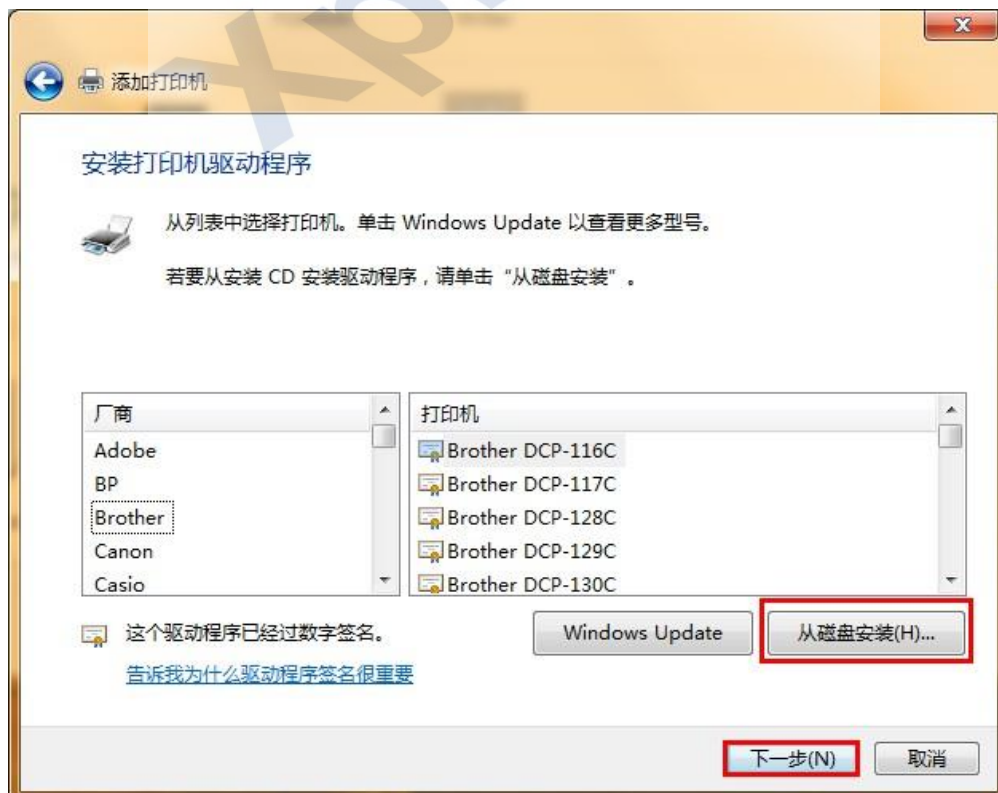 Xp
X
添加打印机
安装打印机驱动程序
从列表中选择打印机。单击 Windows Update 以查看更多型号。
若要从安装 CD 安装驱动程序，请单击“从磁盘安装”。
厂商
Adobe
BP
Brother
Canon
Casio
打印机
Brother DCP-116C
Brother DCP-117C
Brother DCP-128C
Brother DCP-129C
Brother DCP-130C
这个驱动程序已经过数字签名。
Windows Update
从磁盘安装(H)...
告诉我为什么驱动程序签名很重要
下一步(N)
取消